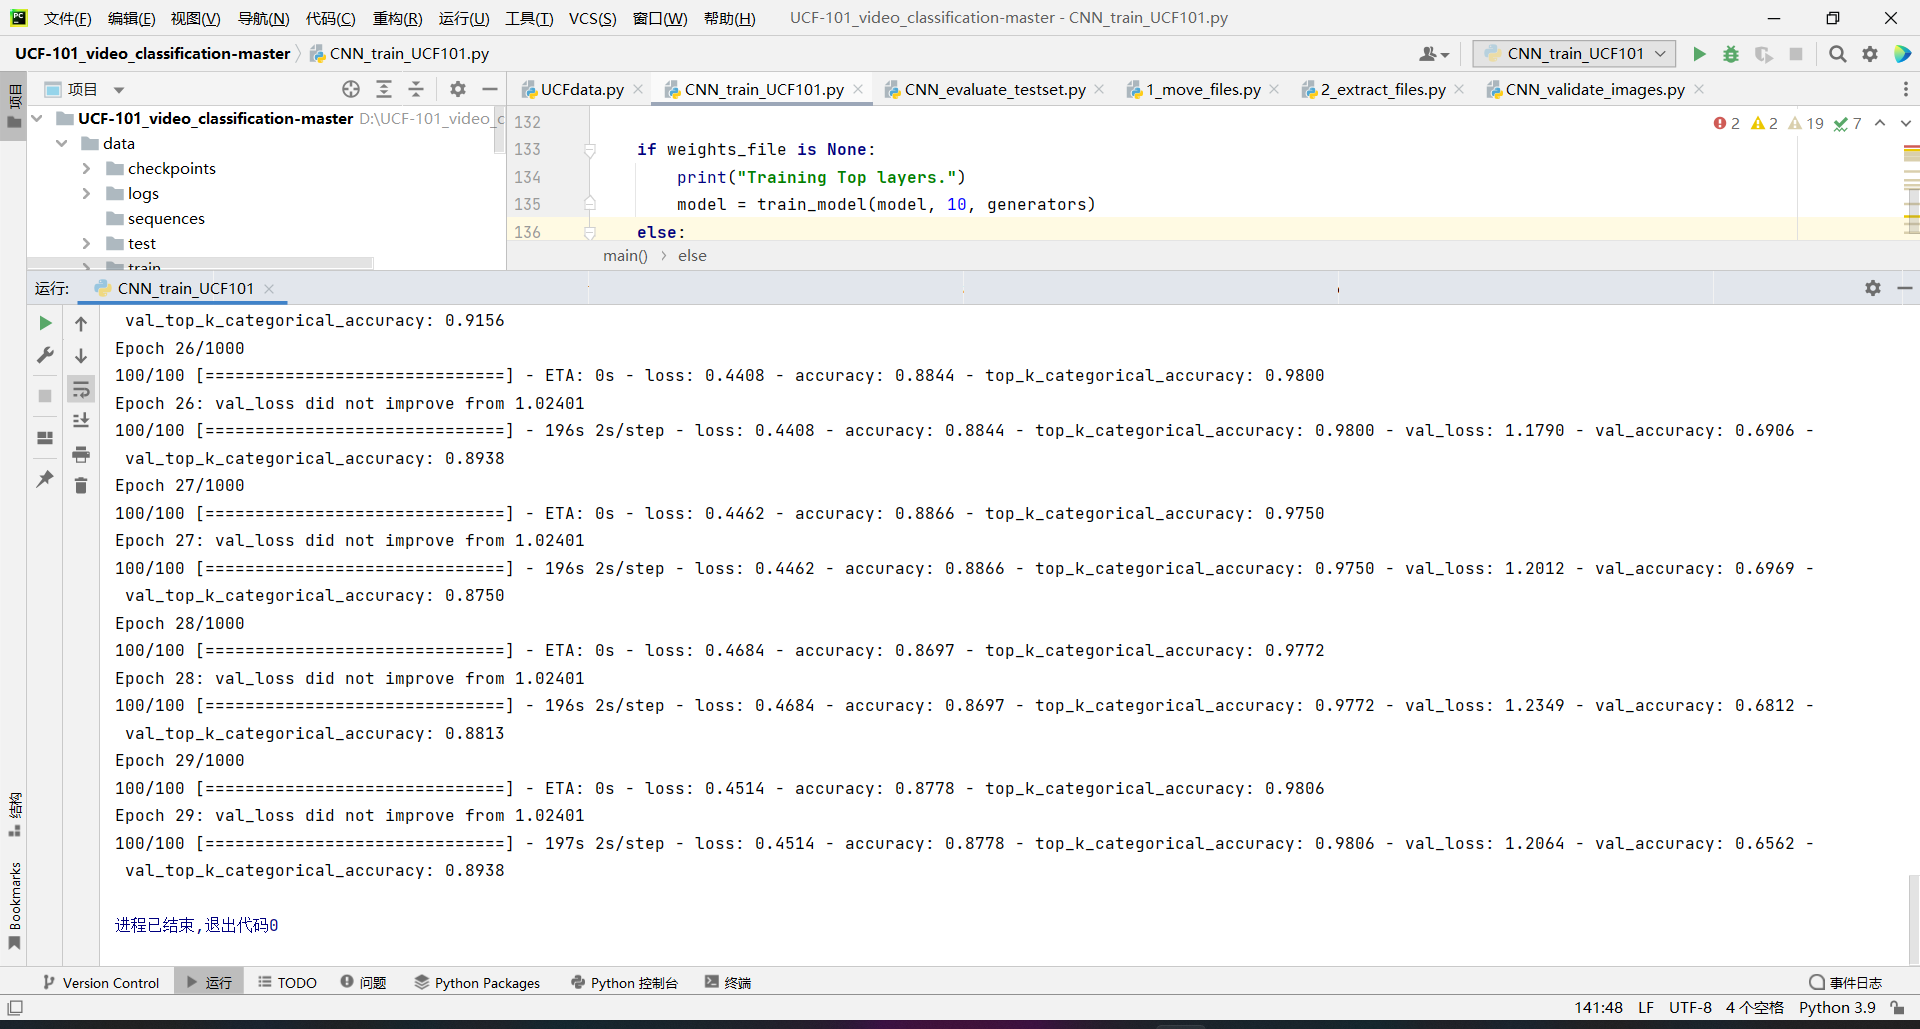 文件(F) 编辑(E) 视图(V) 导航(N) 代码(C) 重构(R) 运行(U) 工具(T) VCS(S) 窗口(W) 帮助(H) UCF-101_video_classification-master - CNN_train_UCF101.py
UCF-101_video_classification-master CNN_train_UCF101.py CNN_train_UCF101
项目 UCFdata.py CNN_train_UCF101.py CNN_evaluate_testset.py 1_move_files.py 2_extract_files.py CNN_validate_images.py
项目
UCF-101_video_classification-master D:\UCF-101_video_c
data
checkpoints
logs
sequences
test
train
2 2 19 7
132
133 if weights_file is None:
134 print("Training Top layers.")
135 model = train_model(model, 10, generators)
136 else:
main() else
运行: CNN_train_UCF101
val_top_k_categorical_accuracy: 0.9156
Epoch 26/1000
100/100 [==============================] - ETA: 0s - loss: 0.4408 - accuracy: 0.8844 - top_k_categorical_accuracy: 0.9800
Epoch 26: val_loss did not improve from 1.02401
100/100 [==============================] - 196s 2s/step - loss: 0.4408 - accuracy: 0.8844 - top_k_categorical_accuracy: 0.9800 - val_loss: 1.1790 - val_accuracy: 0.6906 -
val_top_k_categorical_accuracy: 0.8938
Epoch 27/1000
100/100 [==============================] - ETA: 0s - loss: 0.4462 - accuracy: 0.8866 - top_k_categorical_accuracy: 0.9750
Epoch 27: val_loss did not improve from 1.02401
100/100 [==============================] - 196s 2s/step - loss: 0.4462 - accuracy: 0.8866 - top_k_categorical_accuracy: 0.9750 - val_loss: 1.2012 - val_accuracy: 0.6969 -
val_top_k_categorical_accuracy: 0.8750
Epoch 28/1000
100/100 [==============================] - ETA: 0s - loss: 0.4684 - accuracy: 0.8697 - top_k_categorical_accuracy: 0.9772
Epoch 28: val_loss did not improve from 1.02401
100/100 [==============================] - 196s 2s/step - loss: 0.4684 - accuracy: 0.8697 - top_k_categorical_accuracy: 0.9772 - val_loss: 1.2349 - val_accuracy: 0.6812 -
val_top_k_categorical_accuracy: 0.8813
Epoch 29/1000
100/100 [==============================] - ETA: 0s - loss: 0.4514 - accuracy: 0.8778 - top_k_categorical_accuracy: 0.9806
Epoch 29: val_loss did not improve from 1.02401
100/100 [==============================] - 197s 2s/step - loss: 0.4514 - accuracy: 0.8778 - top_k_categorical_accuracy: 0.9806 - val_loss: 1.2064 - val_accuracy: 0.6562 -
val_top_k_categorical_accuracy: 0.8938
进程已结束,退出代码0
结构
Bookmarks
Version Control 运行 TODO 问题 Python Packages Python 控制台 终端 事件日志
141:48 LF UTF-8 4 个空格 Python 3.9